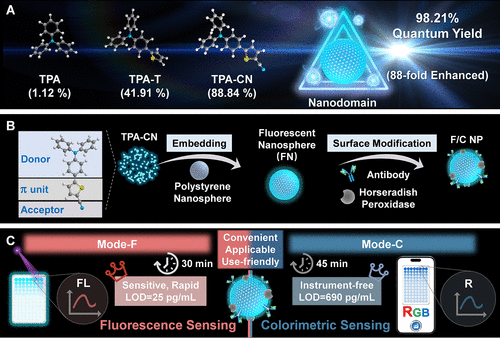 A
TPA
(1.12 %)
TPA-T
(41.91 %)
TPA-CN
(88.84 %)
Nanodomain
98.21%
Quantum Yield
(88-fold Enhanced)
B
Donor
π unit
Acceptor
TPA-CN
Embedding
Polystyrene
Nanosphere
Fluorescent
Nanosphere
(FN)
Surface Modification
Antibody
Horseradish
Peroxidase
F/C NP
C
Mode-F
Convenient
Applicable
Use-friendly
Mode-C
FL
30 min
Sensitive, Rapid
LOD=25 pg/mL
Fluorescence Sensing
45 min
Instrument-free
LOD=690 pg/mL
Colorimetric Sensing
RGB
R